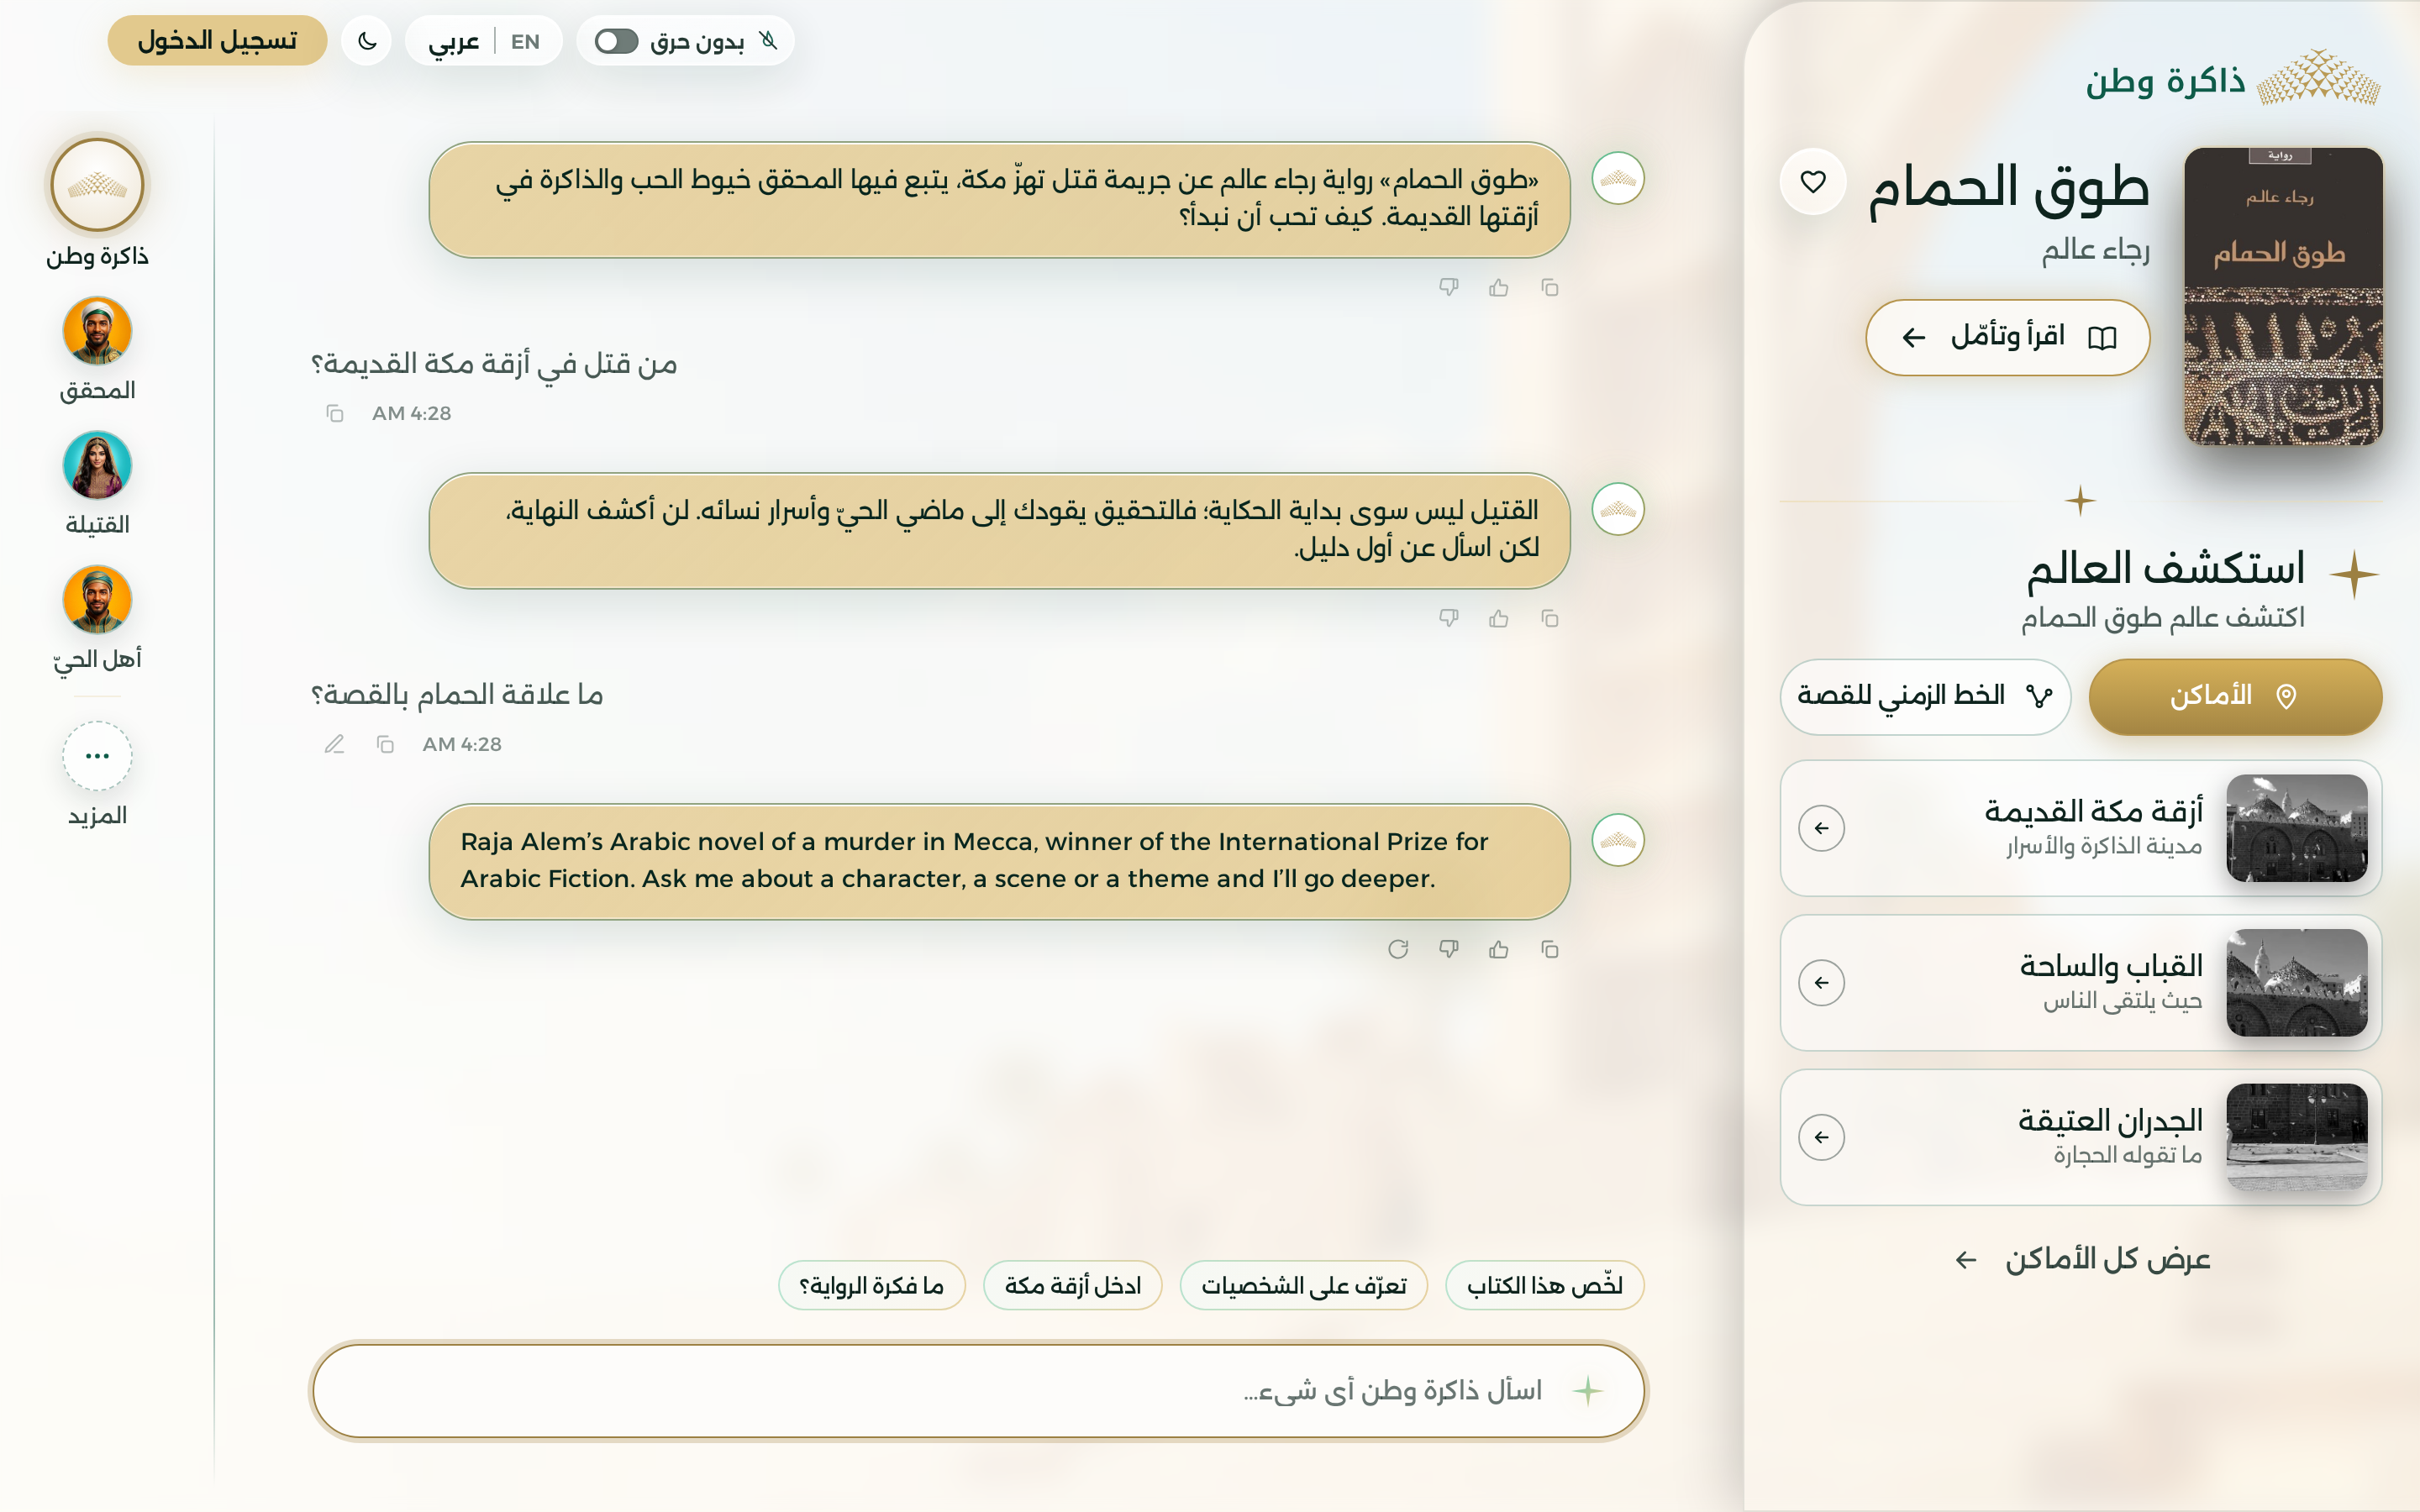 ذاكرة وطن
رواية
رجاء عالم
طوق الحمام
طوق الحمام
رجاء عالم
اقرأ وتأمّل
استكشف العالم
اكتشف عالم طوق الحمام
الأماكن
الخط الزمني للقصة
أزقة مكة القديمة
مدينة الذاكرة والأسرار
القباب والساحة
حيث يلتقي الناس
الجدران العتيقة
ما تقوله الحجارة
عرض كل الأماكن
بدون حرق
EN | عربي
تسجيل الدخول
«طوق الحمام» رواية رجاء عالم عن جريمة قتل تهزّ مكة، يتبع فيها المحقق خيوط الحب والذاكرة في
أزقتها القديمة. كيف تحب أن نبدأ؟
من قتل في أزقة مكة القديمة؟
AM 4:28
القتيل ليس سوى بداية الحكاية؛ فالتحقيق يقودك إلى ماضي الحيّ وأسرار نسائه. لن أكشف النهاية،
لكن اسأل عن أول دليل.
ما علاقة الحمام بالقصة؟
AM 4:28
Raja Alem’s Arabic novel of a murder in Mecca, winner of the International Prize for
Arabic Fiction. Ask me about a character, a scene or a theme and I’ll go deeper.
لخّص هذا الكتاب
تعرّف على الشخصيات
ادخل أزقة مكة
ما فكرة الرواية؟
اسأل ذاكرة وطن أي شيء...
ذاكرة وطن
المحقق
القتيلة
أهل الحيّ
المزيد